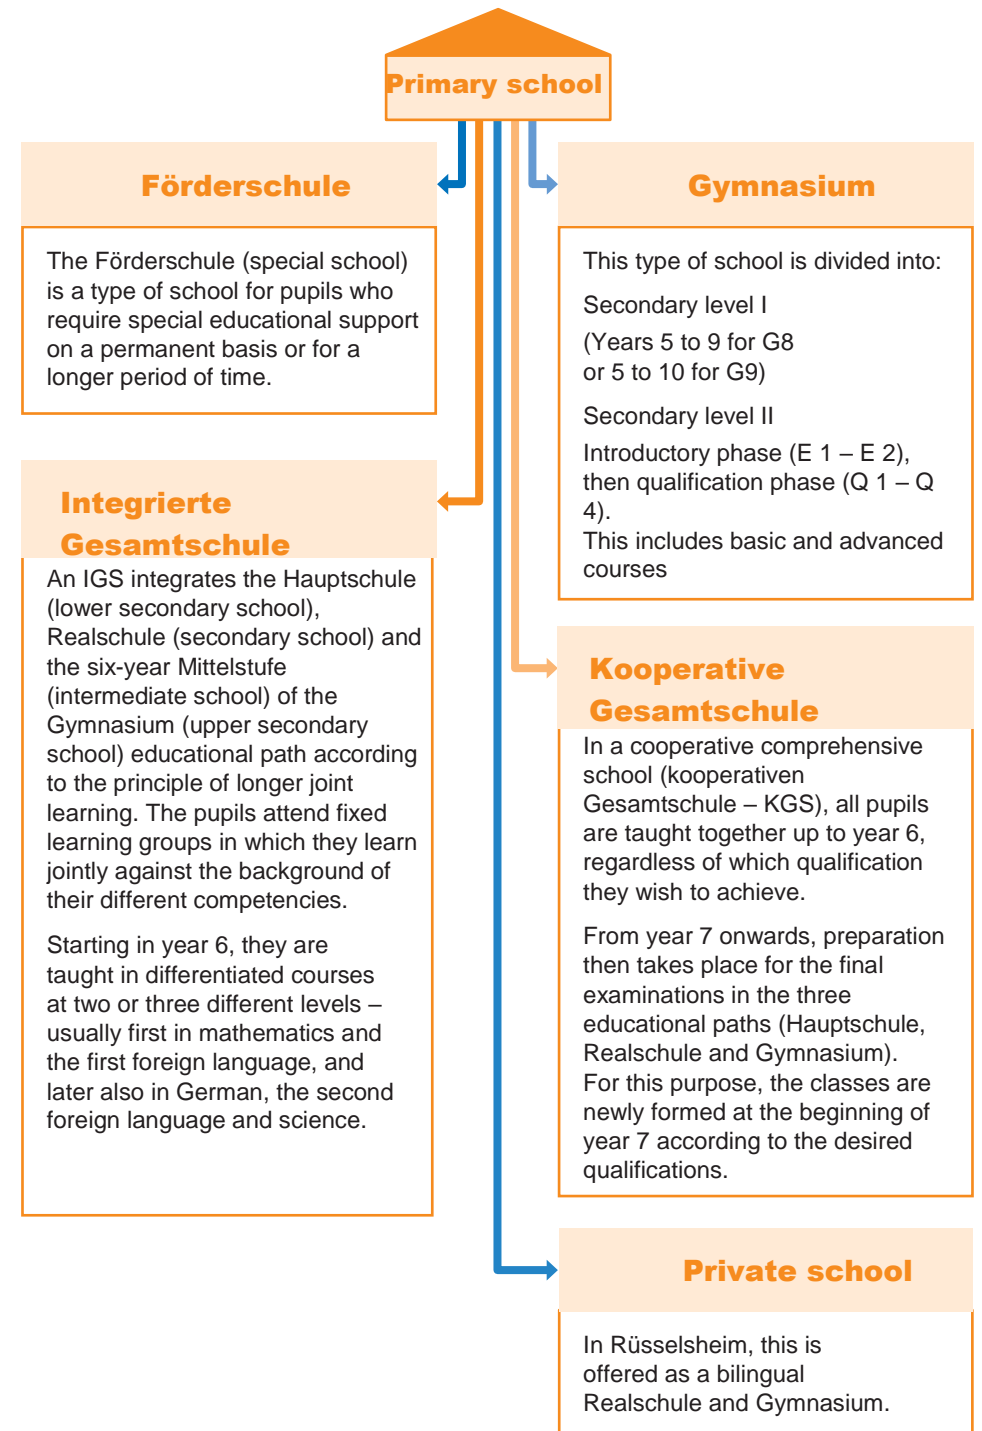 Primary school
Förderschule
The Förderschule (special school)
is a type of school for pupils who
require special educational support
on a permanent basis or for a
longer period of time.
Integrierte
Gesamtschule
An IGS integrates the Hauptschule
(lower secondary school),
Realschule (secondary school) and
the six-year Mittelstufe
(intermediate school) of the
Gymnasium (upper secondary
school) educational path according
to the principle of longer joint
learning. The pupils attend fixed
learning groups in which they learn
jointly against the background of
their different competencies.
Starting in year 6, they are
taught in differentiated courses
at two or three different levels –
usually first in mathematics and
the first foreign language, and
later also in German, the second
foreign language and science.
Gymnasium
This type of school is divided into:
Secondary level I
(Years 5 to 9 for G8
or 5 to 10 for G9)
Secondary level II
Introductory phase (E 1 – E 2),
then qualification phase (Q 1 – Q
4).
This includes basic and advanced
courses
Kooperative
Gesamtschule
In a cooperative comprehensive
school (kooperativen
Gesamtschule – KGS), all pupils
are taught together up to year 6,
regardless of which qualification
they wish to achieve.
From year 7 onwards, preparation
then takes place for the final
examinations in the three
educational paths (Hauptschule,
Realschule and Gymnasium).
For this purpose, the classes are
newly formed at the beginning of
year 7 according to the desired
qualifications.
Private school
In Rüsselsheim, this is
offered as a bilingual
Realschule and Gymnasium.